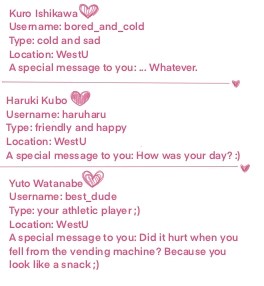 Kuro Ishikawa
Username: bored_and_cold
Type: cold and sad
Location: WestU
A special message to you: ... Whatever.
Haruki Kubo
Username: haruharu
Type: friendly and happy
Location: WestU
A special message to you: How was your day? :)
Yuto Watanabe
Username: best_dude
Type: your athletic player ;)
Location: WestU
A special message to you: Did it hurt when you
fell from the vending machine? Because you
look like a snack ;)